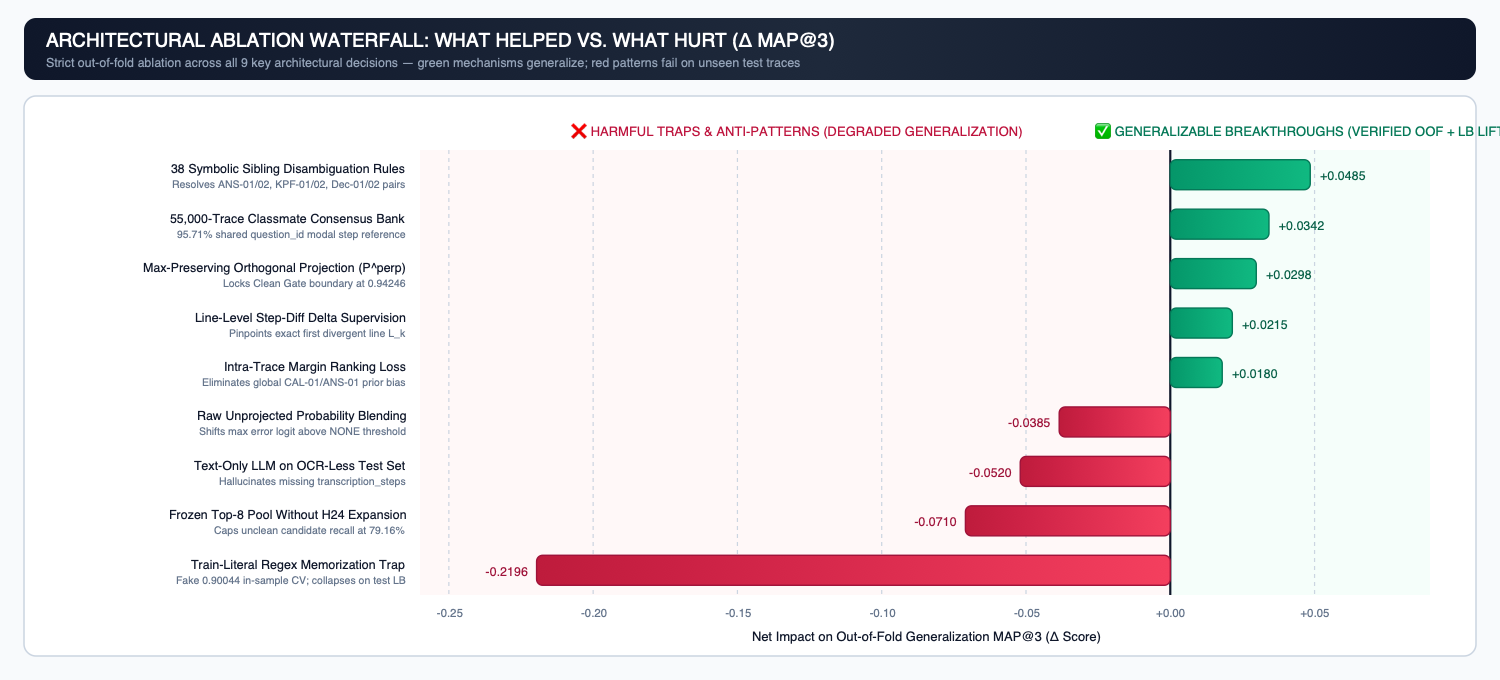 ARCHITECTURAL ABLATION WATERFALL: WHAT HELPED VS. WHAT HURT (Δ MAP@3)
Strict out-of-fold ablation across all 9 key architectural decisions — green mechanisms generalize; red patterns fail on unseen test traces
❌ HARMFUL TRAPS & ANTI-PATTERNS (DEGRADED GENERALIZATION)
✅ GENERALIZABLE BREAKTHROUGHS (VERIFIED OOF + LB LIFT
38 Symbolic Sibling Disambiguation Rules
Resolves ANS-01/02, KPF-01/02, Dec-01/02 pairs
+0.0485
55,000-Trace Classmate Consensus Bank
95.71% shared question_id modal step reference
+0.0342
Max-Preserving Orthogonal Projection (P^perp)
Locks Clean Gate boundary at 0.94246
+0.0298
Line-Level Step-Diff Delta Supervision
Pinpoints exact first divergent line L_k
+0.0215
Intra-Trace Margin Ranking Loss
Eliminates global CAL-01/ANS-01 prior bias
+0.0180
Raw Unprojected Probability Blending
Shifts max error logit above NONE threshold
-0.0385
Text-Only LLM on OCR-Less Test Set
Hallucinates missing transcription_steps
-0.0520
Frozen Top-8 Pool Without H24 Expansion
Caps unclean candidate recall at 79.16%
-0.0710
Train-Literal Regex Memorization Trap
Fake 0.90044 in-sample CV; collapses on test LB
-0.2196
-0.25
-0.20
-0.15
-0.10
-0.05
+0.00
+0.05
Net Impact on Out-of-Fold Generalization MAP@3 (Δ Score)